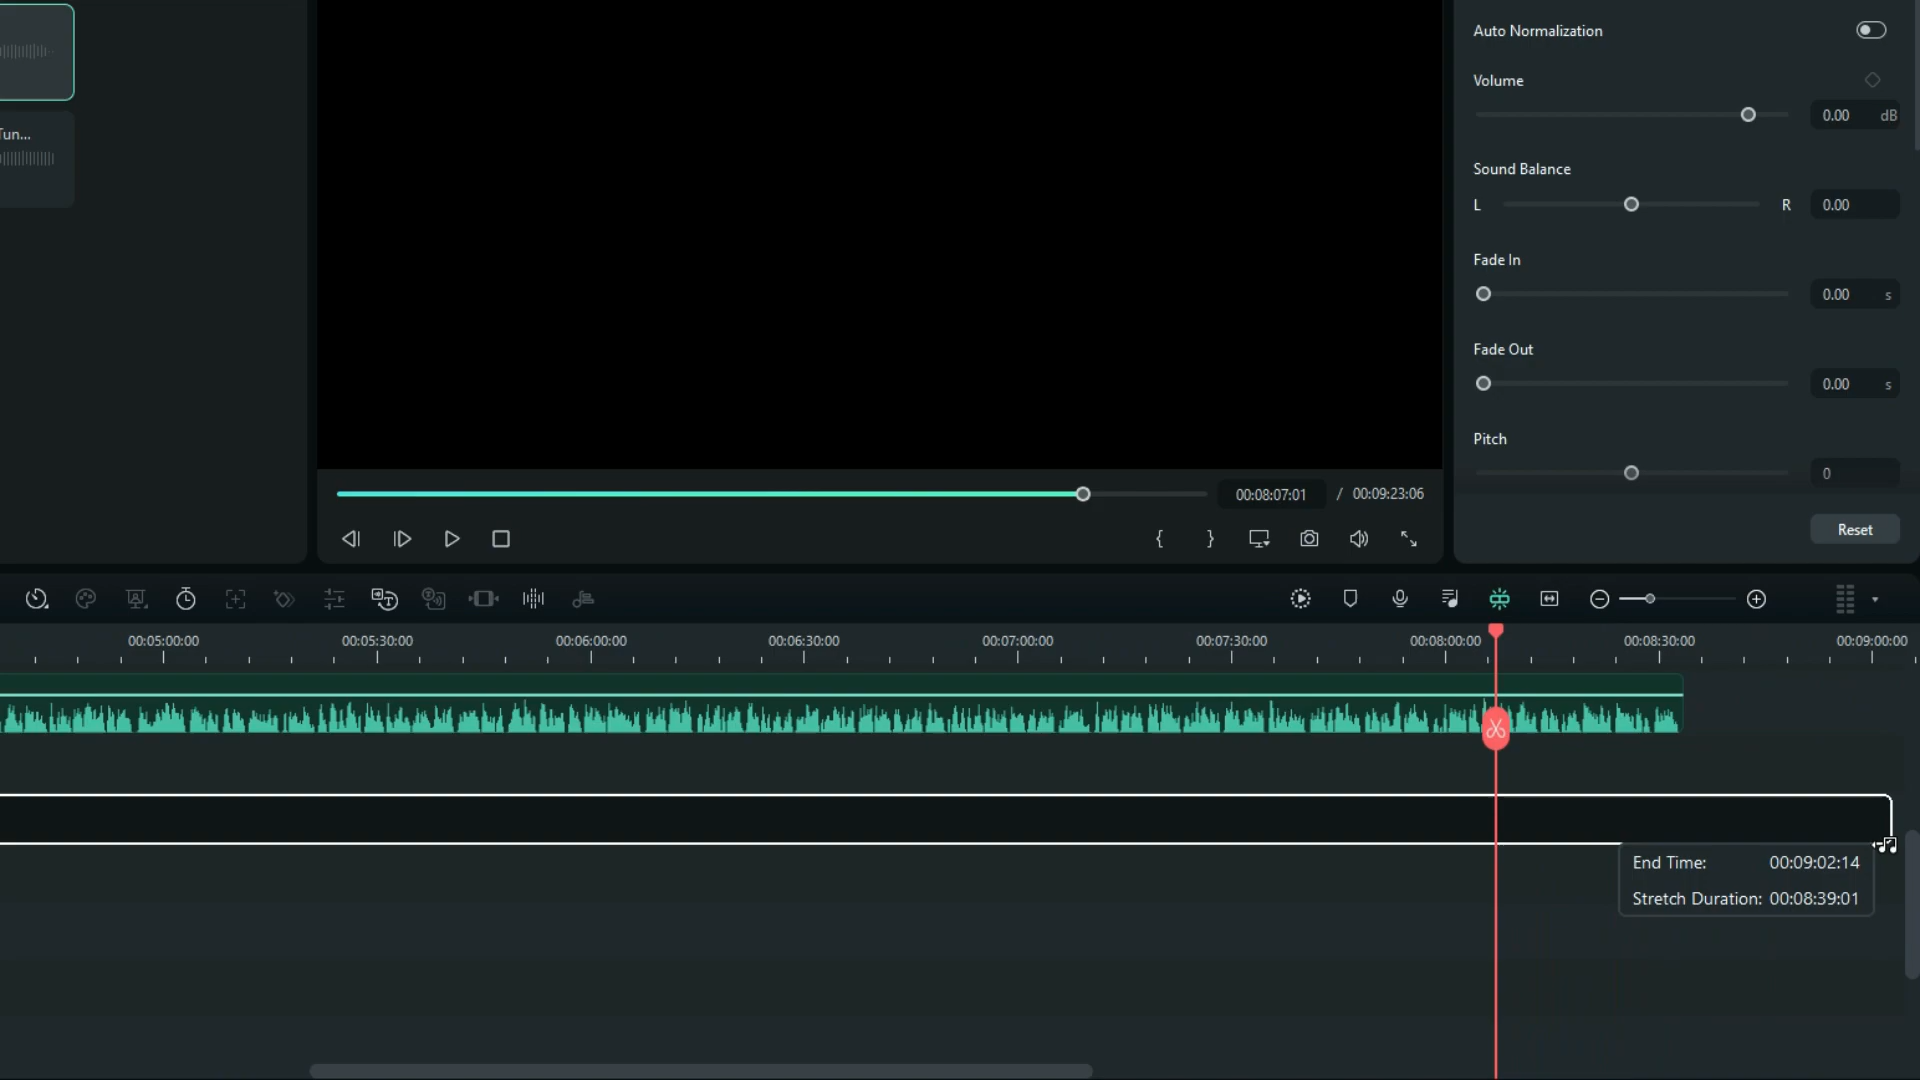 Tun...
Auto Normalization
Volume
0.00 dB
Sound Balance
L
R
0.00
Fade In
0.00 s
Fade Out
0.00 s
Pitch
0
Reset
00:08:07:01 / 00:09:23:06
00:05:00:00
00:05:30:00
00:06:00:00
00:06:30:00
00:07:00:00
00:07:30:00
00:08:00:00
00:08:30:00
00:09:00:00
End Time: 00:09:02:14
Stretch Duration: 00:08:39:01